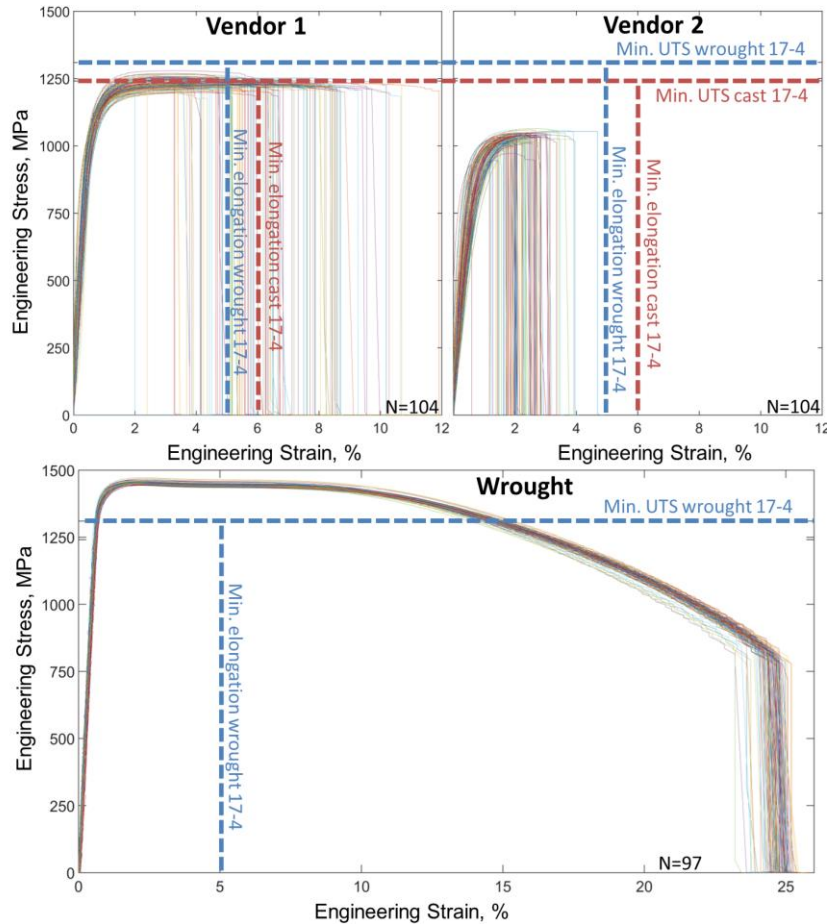 Vendor 1
Vendor 2
1500
1250
1000
750
500
250
0
Engineering Stress, MPa
Min. UTS wrought 17-4
Min. UTS cast 17-4
Min. elongation wrought 17-4
Min. elongation cast 17-4
Min. elongation wrought 17-4
Min. elongation cast 17-4
N=104
N=104
0 2 4 6 8 10 12
2 4 6 8 10 12
Engineering Strain, %
Engineering Strain, %
Wrought
1500
1250
1000
750
500
250
0
Engineering Stress, MPa
Min. UTS wrought 17-4
Min. elongation wrought 17-4
N=97
0 5 10 15 20 25
Engineering Strain, %